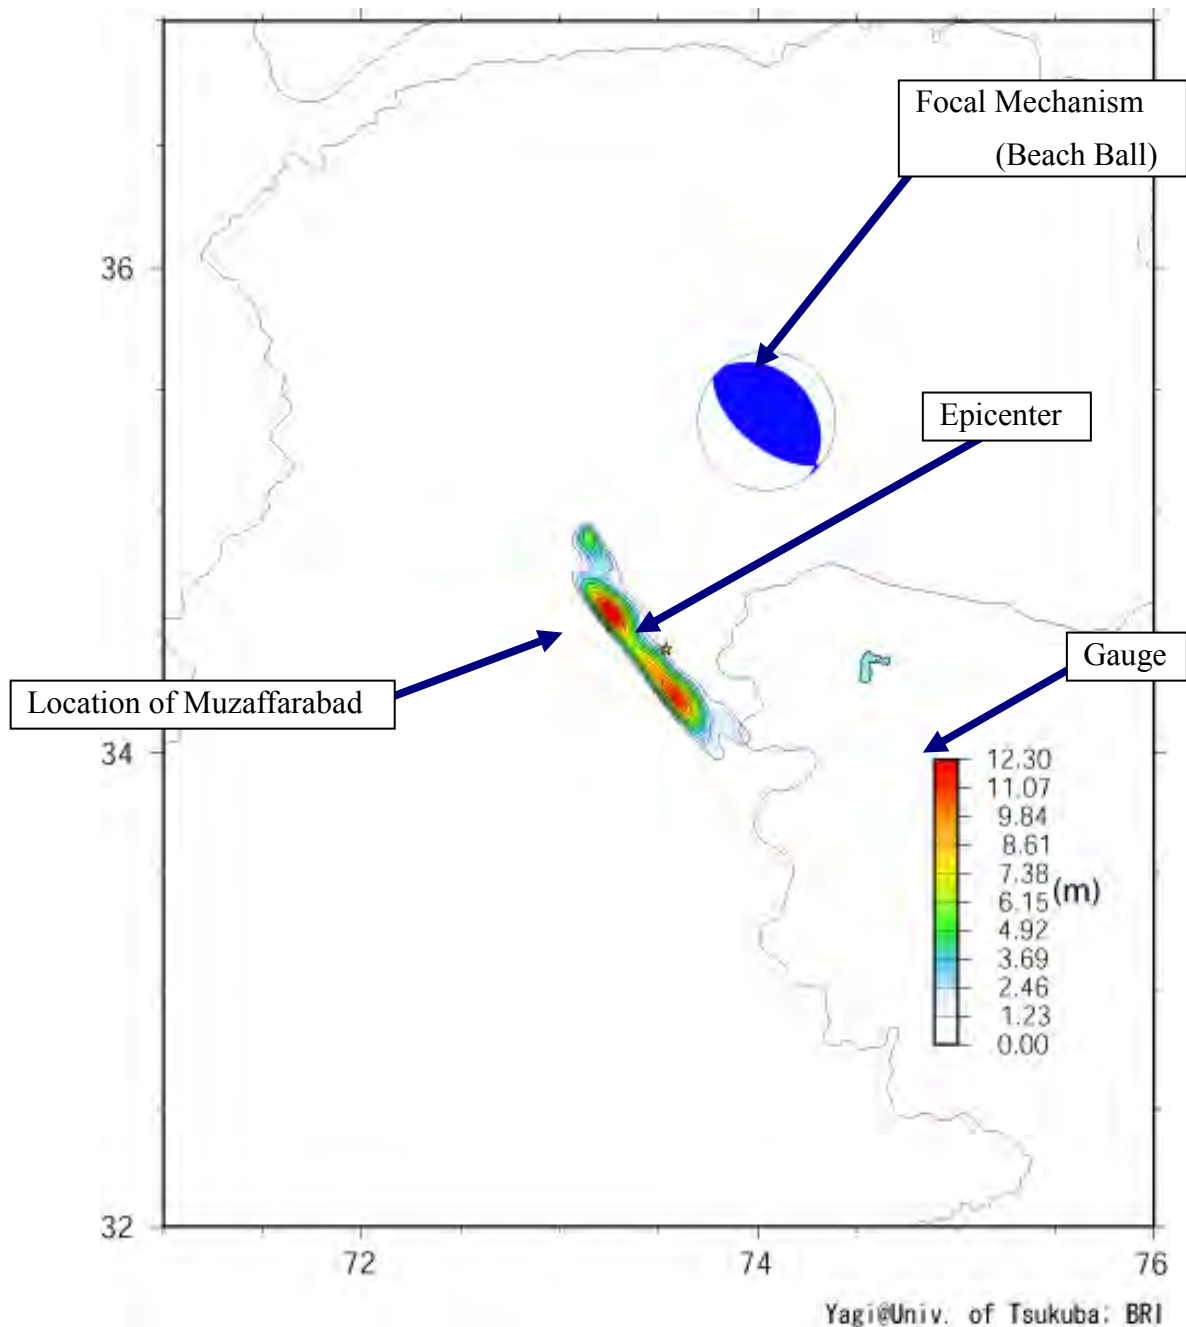 Focal Mechanism
(Beach Ball)
36
Epicenter
Gauge
Location of Muzaffarabad
34
12.30
11.07
9.84
8.61
7.38
6.15
(m)
4.92
3.69
2.46
1.23
0.00
32
72
74
76
Yagi@Univ. of Tsukuba: BRI